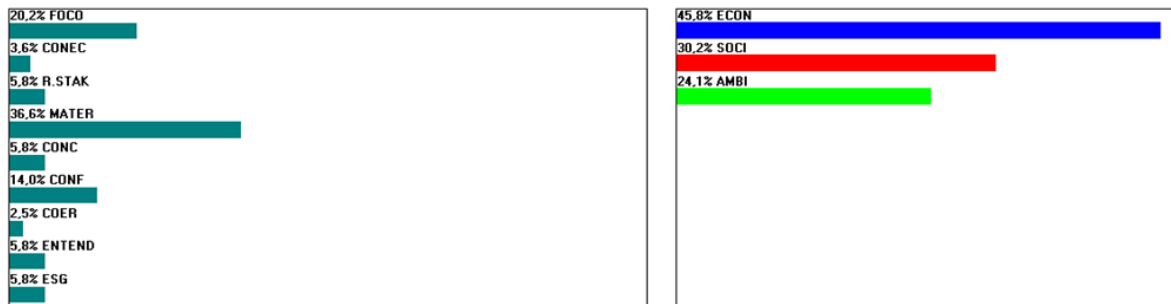 20,2% FOCO
3,6% CONEC
5,8% R.STAK
36,6% MATER
5,8% CONC
14,0% CONF
2,5% COER
5,8% ENTEND
5,8% ESG
45,8% ECON
30,2% SOCI
24,1% AMBI